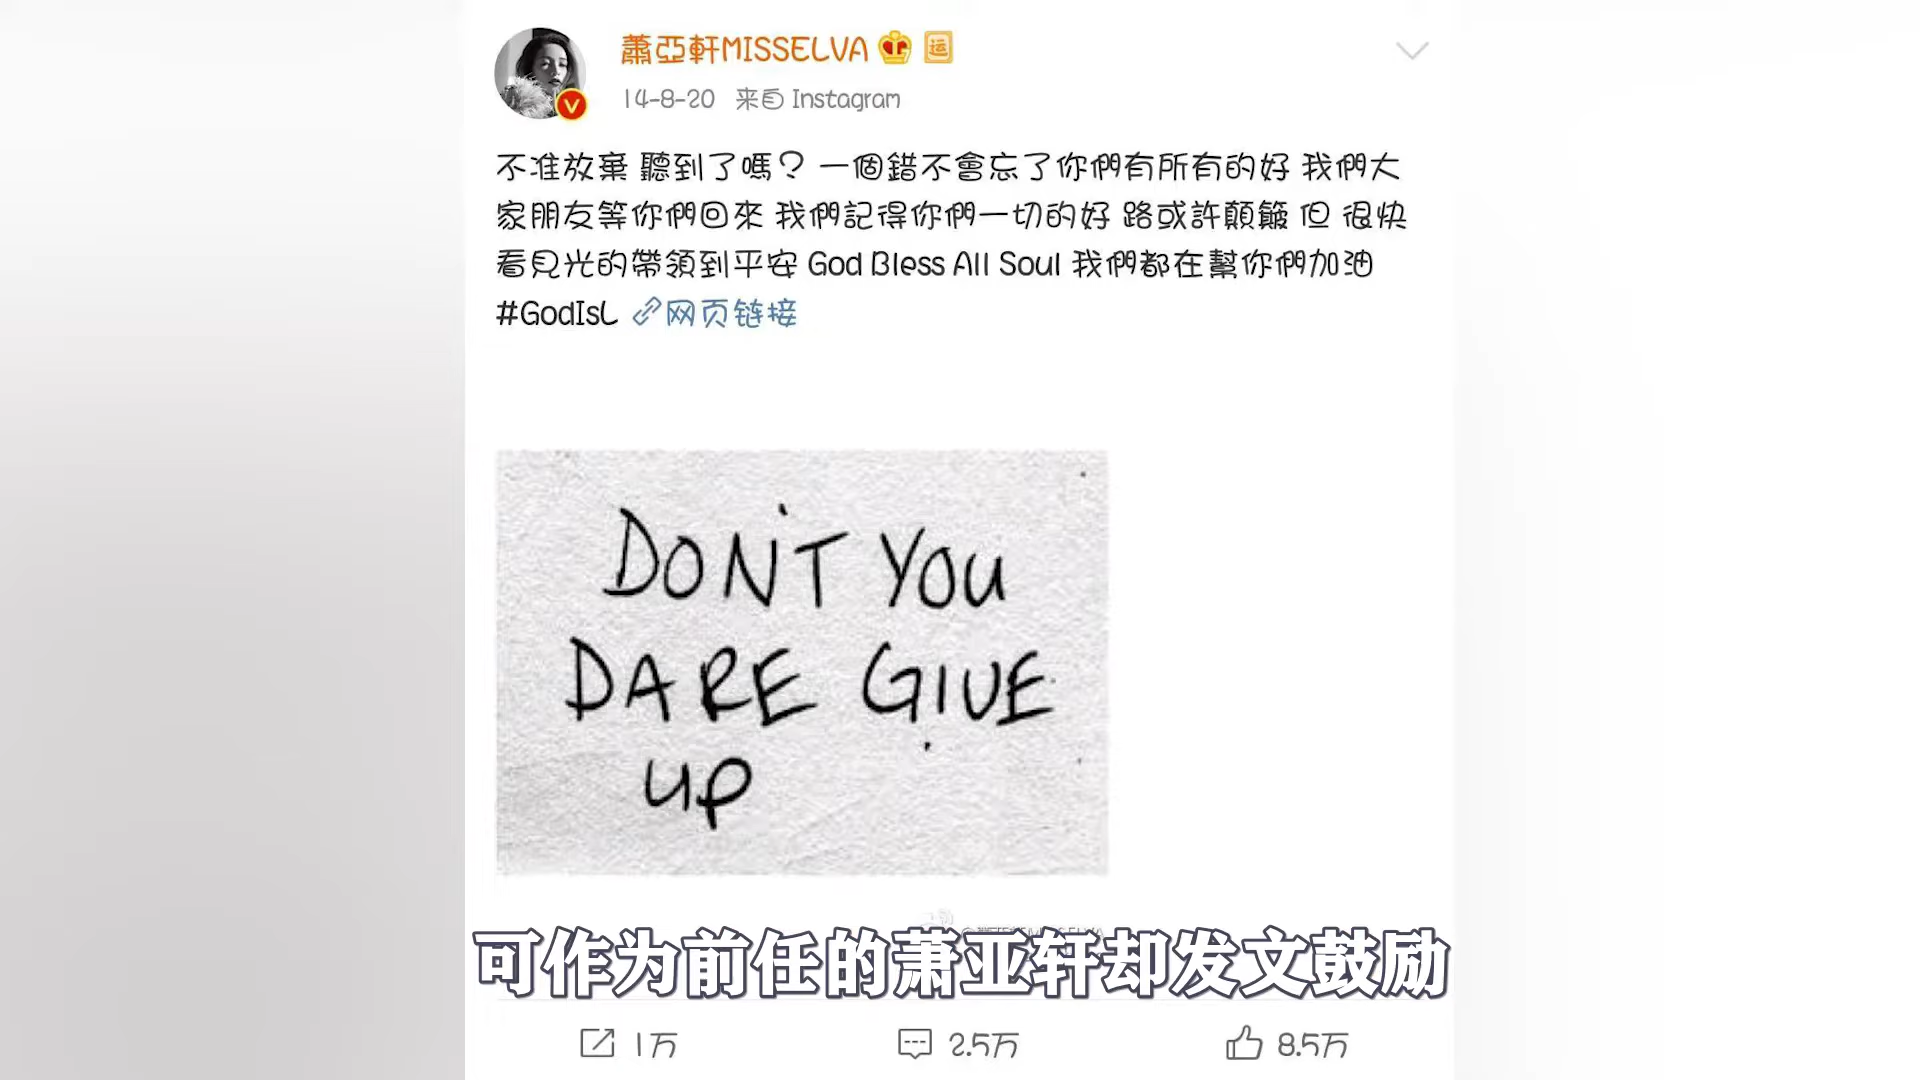 蕭亞軒MISSELVA 运
14-8-20 来自 Instagram
不准放棄 聽到了嗎？ 一個錯不會忘了你們有所有的好 我們大
家朋友等你們回來 我們記得你們一切的好 路或許顛簸 但 很快
看見光的帶領到平安 God Bless All Soul 我們都在幫你們加油
#GodIsL 网页链接
DON'T YOU
DARE GIVE
UP
可作为前任的萧亚轩却发文鼓励
1万 2.5万 8.5万